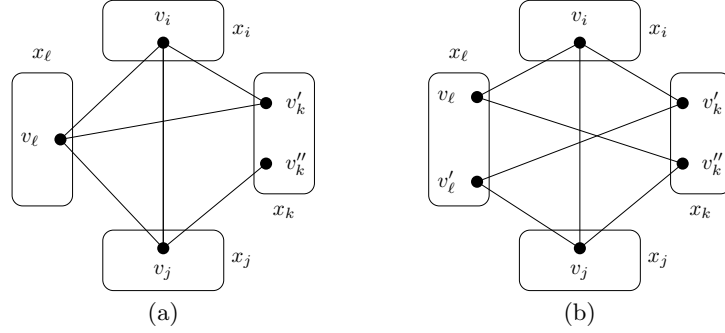 v_i
x_i
x_ℓ
v_ℓ
v'_k
v''_k
x_k
v_j
x_j
(a)
v_i
x_i
x_ℓ
v_ℓ
v'_k
v''_k
v'_ℓ
x_k
v_j
x_j
(b)